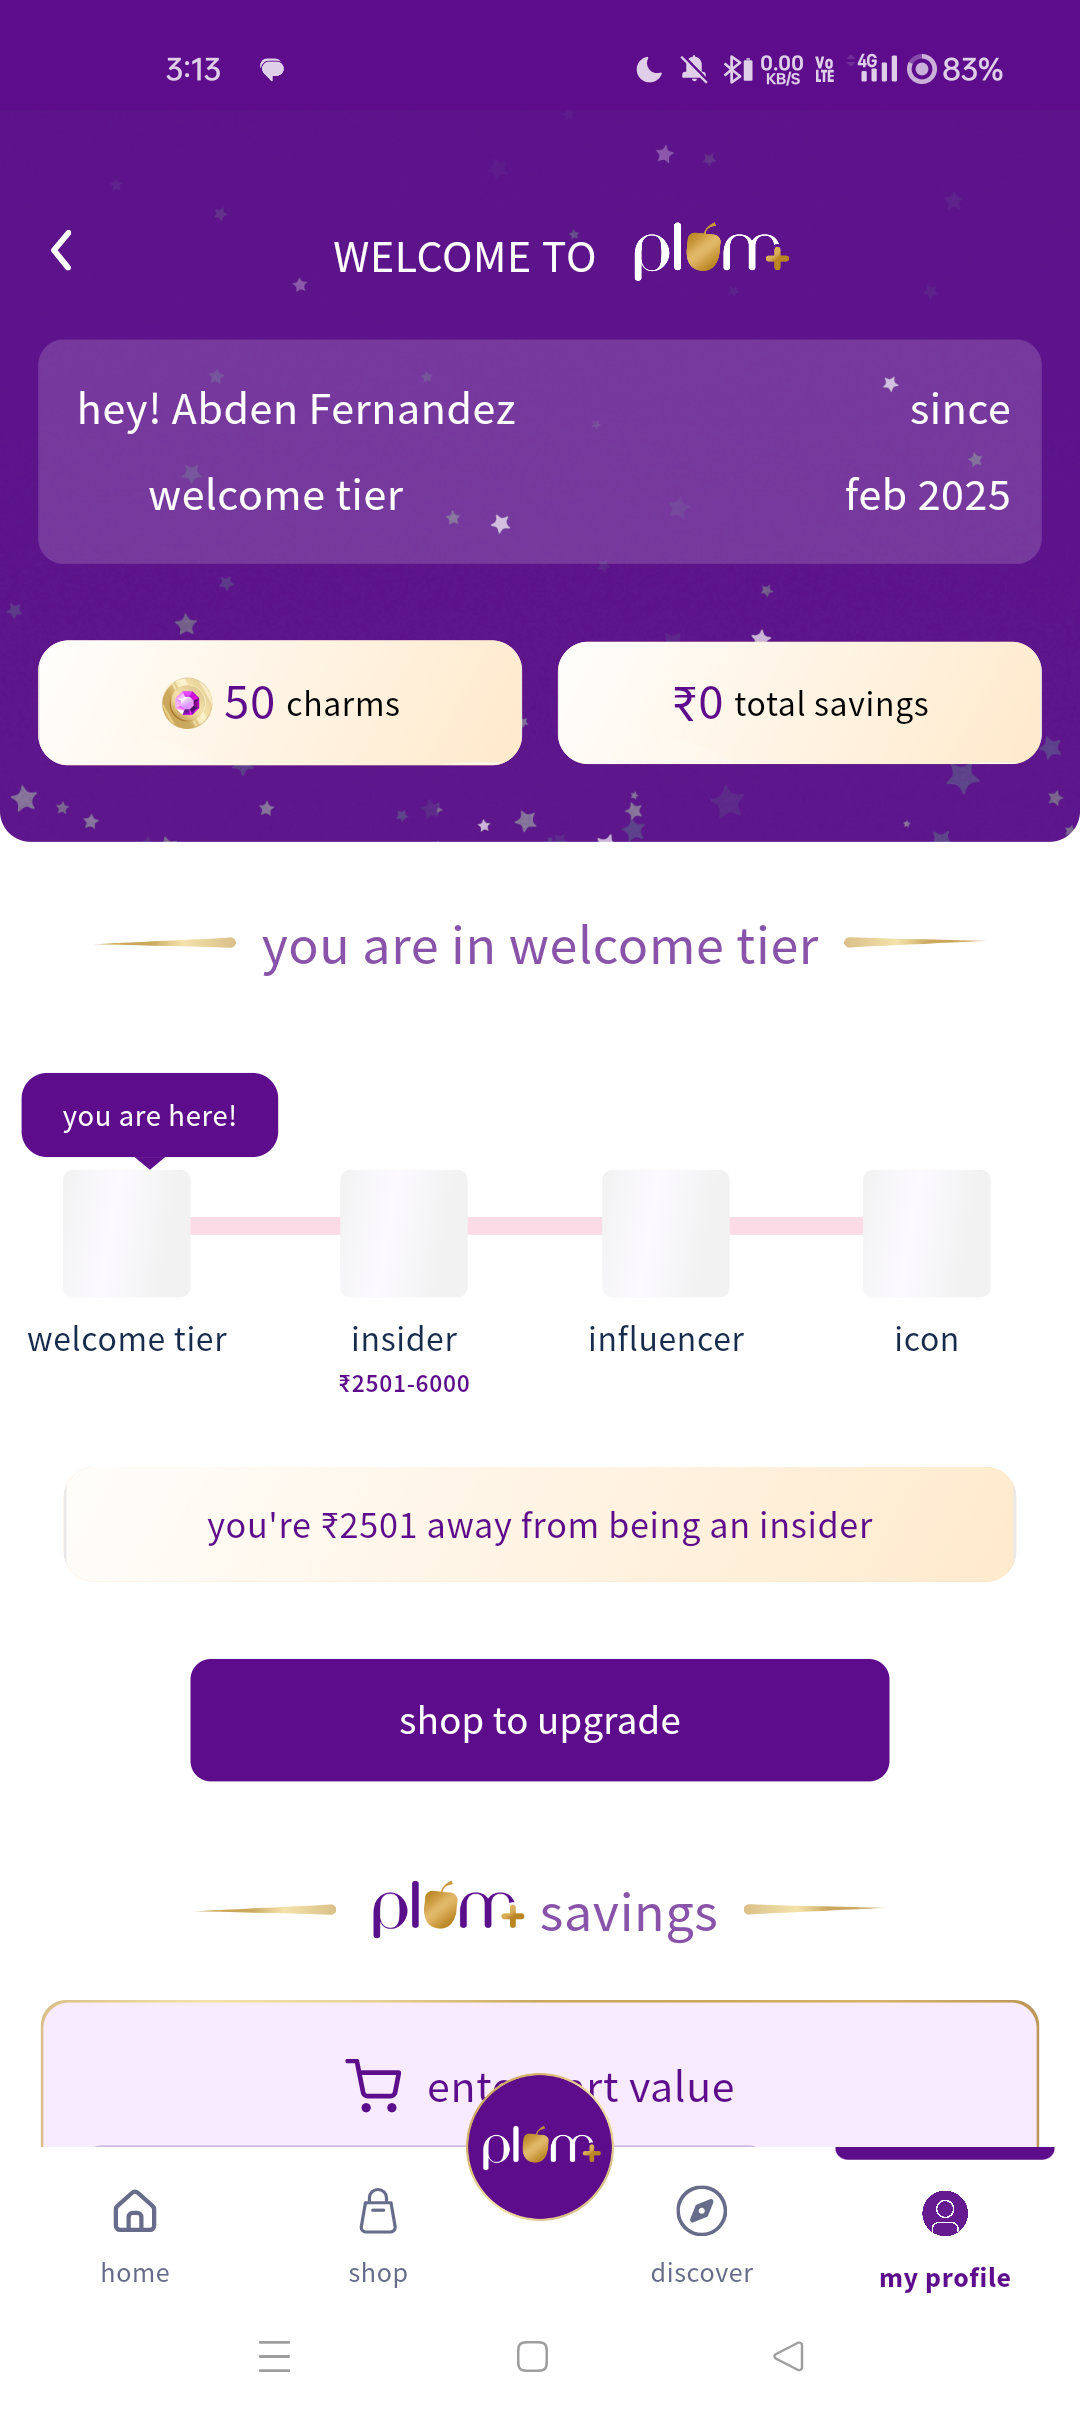 3:13
0.00 KB/S
Vo LTE
4G
83%
WELCOME TO plum+
hey! Abden Fernandez
since
welcome tier
feb 2025
50 charms
₹0 total savings
you are in welcome tier
you are here!
welcome tier
insider
influencer
icon
₹2501-6000
you're ₹2501 away from being an insider
shop to upgrade
plum+ savings
value
plum+
home
shop
discover
my profile